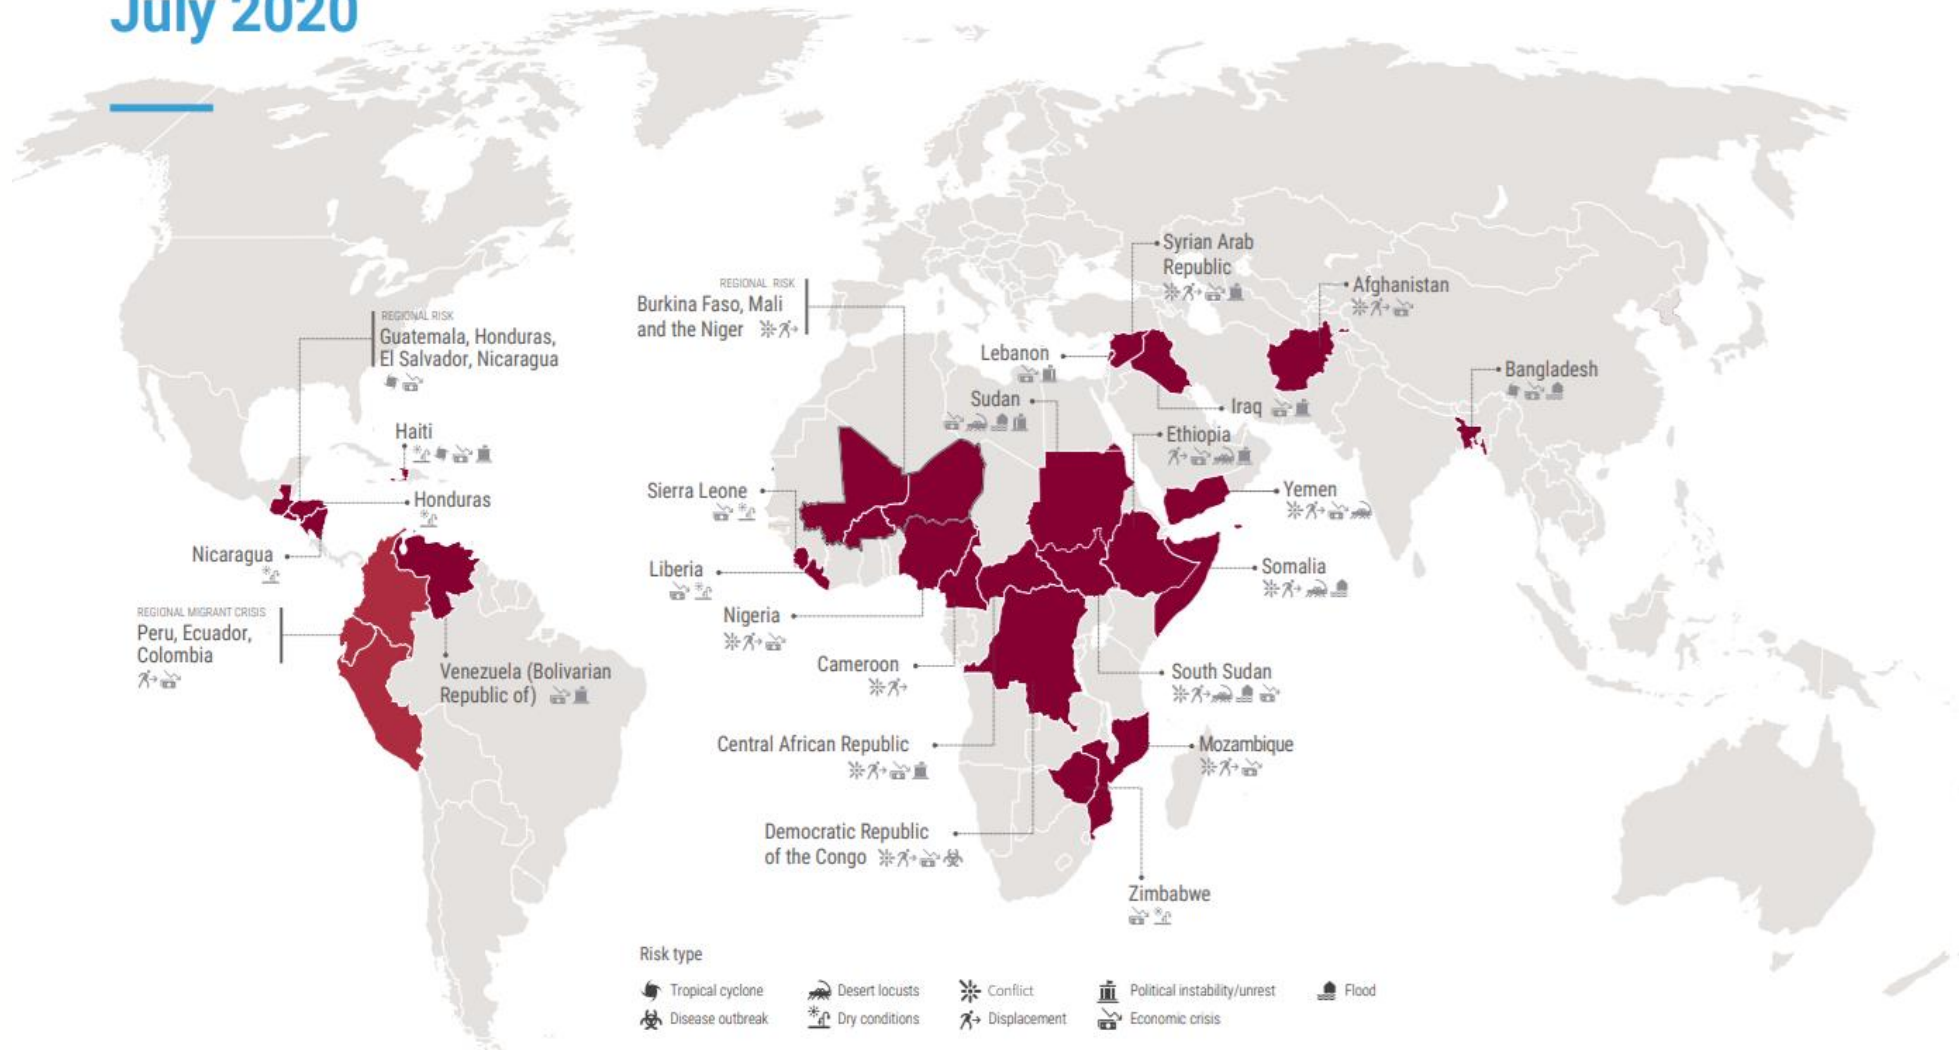 July 2020
REGIONAL RISK
Guatemala, Honduras,
El Salvador, Nicaragua
Haiti
Honduras
Nicaragua
REGIONAL MIGRANT CRISIS
Peru, Ecuador,
Colombia
Venezuela (Bolivarian
Republic of)
REGIONAL RISK
Burkina Faso, Mali
and the Niger
Sierra Leone
Liberia
Nigeria
Cameroon
Central African Republic
Democratic Republic
of the Congo
Lebanon
Sudan
Syrian Arab
Republic
Iraq
Ethiopia
Afghanistan
Bangladesh
Yemen
Somalia
South Sudan
Mozambique
Zimbabwe
Risk type
Tropical cyclone
Desert locusts
Conflict
Political instability/unrest
Flood
Disease outbreak
Dry conditions
Displacement
Economic crisis